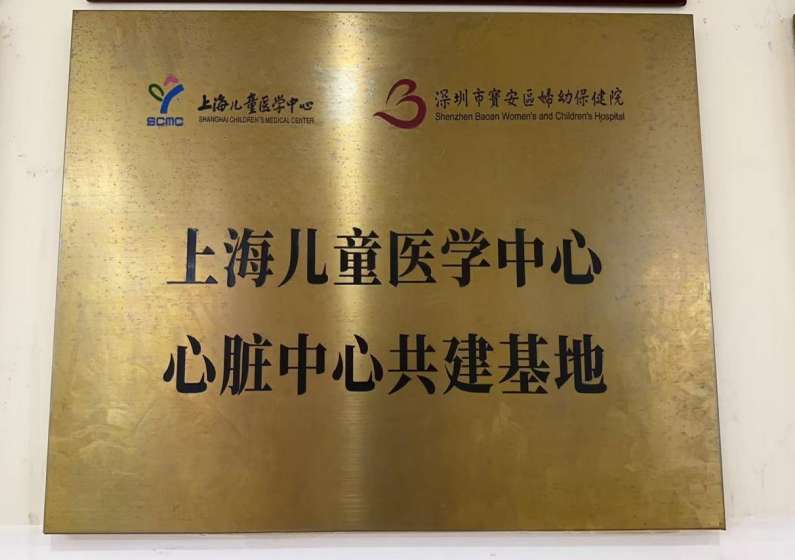 上海儿童医学中心
SHANGHAI CHILDREN'S MEDICAL CENTER
SCMC
深圳市寳安區婦幼保健院
Shenzhen Baoan Women's and Children's Hospital
上海儿童医学中心
心脏中心共建基地